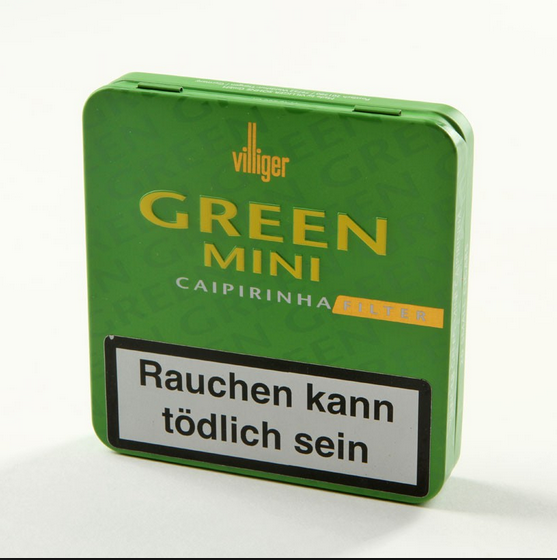 villiger
GREEN
MINI
CAIPIRINHA FILTER
Rauchen kann
tödlich sein